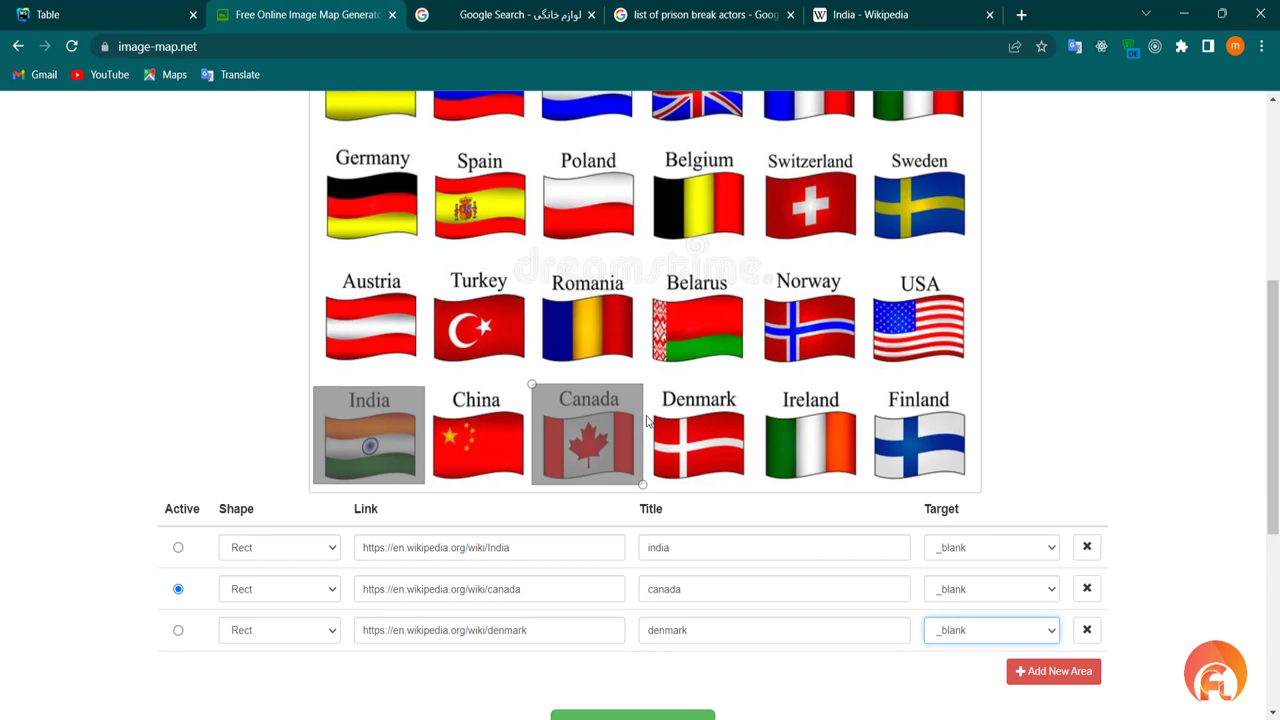 Table
Free Online Image Map Generato
لوازم خانگی - Google Search
list of prison break actors - Goog
India - Wikipedia
image-map.net
DE
m
Gmail
YouTube
Maps
Translate
Germany
Spain
Poland
Belgium
Switzerland
Sweden
dreamstime.
Austria
Turkey
Romania
Belarus
Norway
USA
India
China
Canada
Denmark
Ireland
Finland
Active Shape Link Title Target
Rect https://en.wikipedia.org/wiki/India india _blank
Rect https://en.wikipedia.org/wiki/canada canada _blank
Rect https://en.wikipedia.org/wiki/denmark denmark _blank
Add New Area